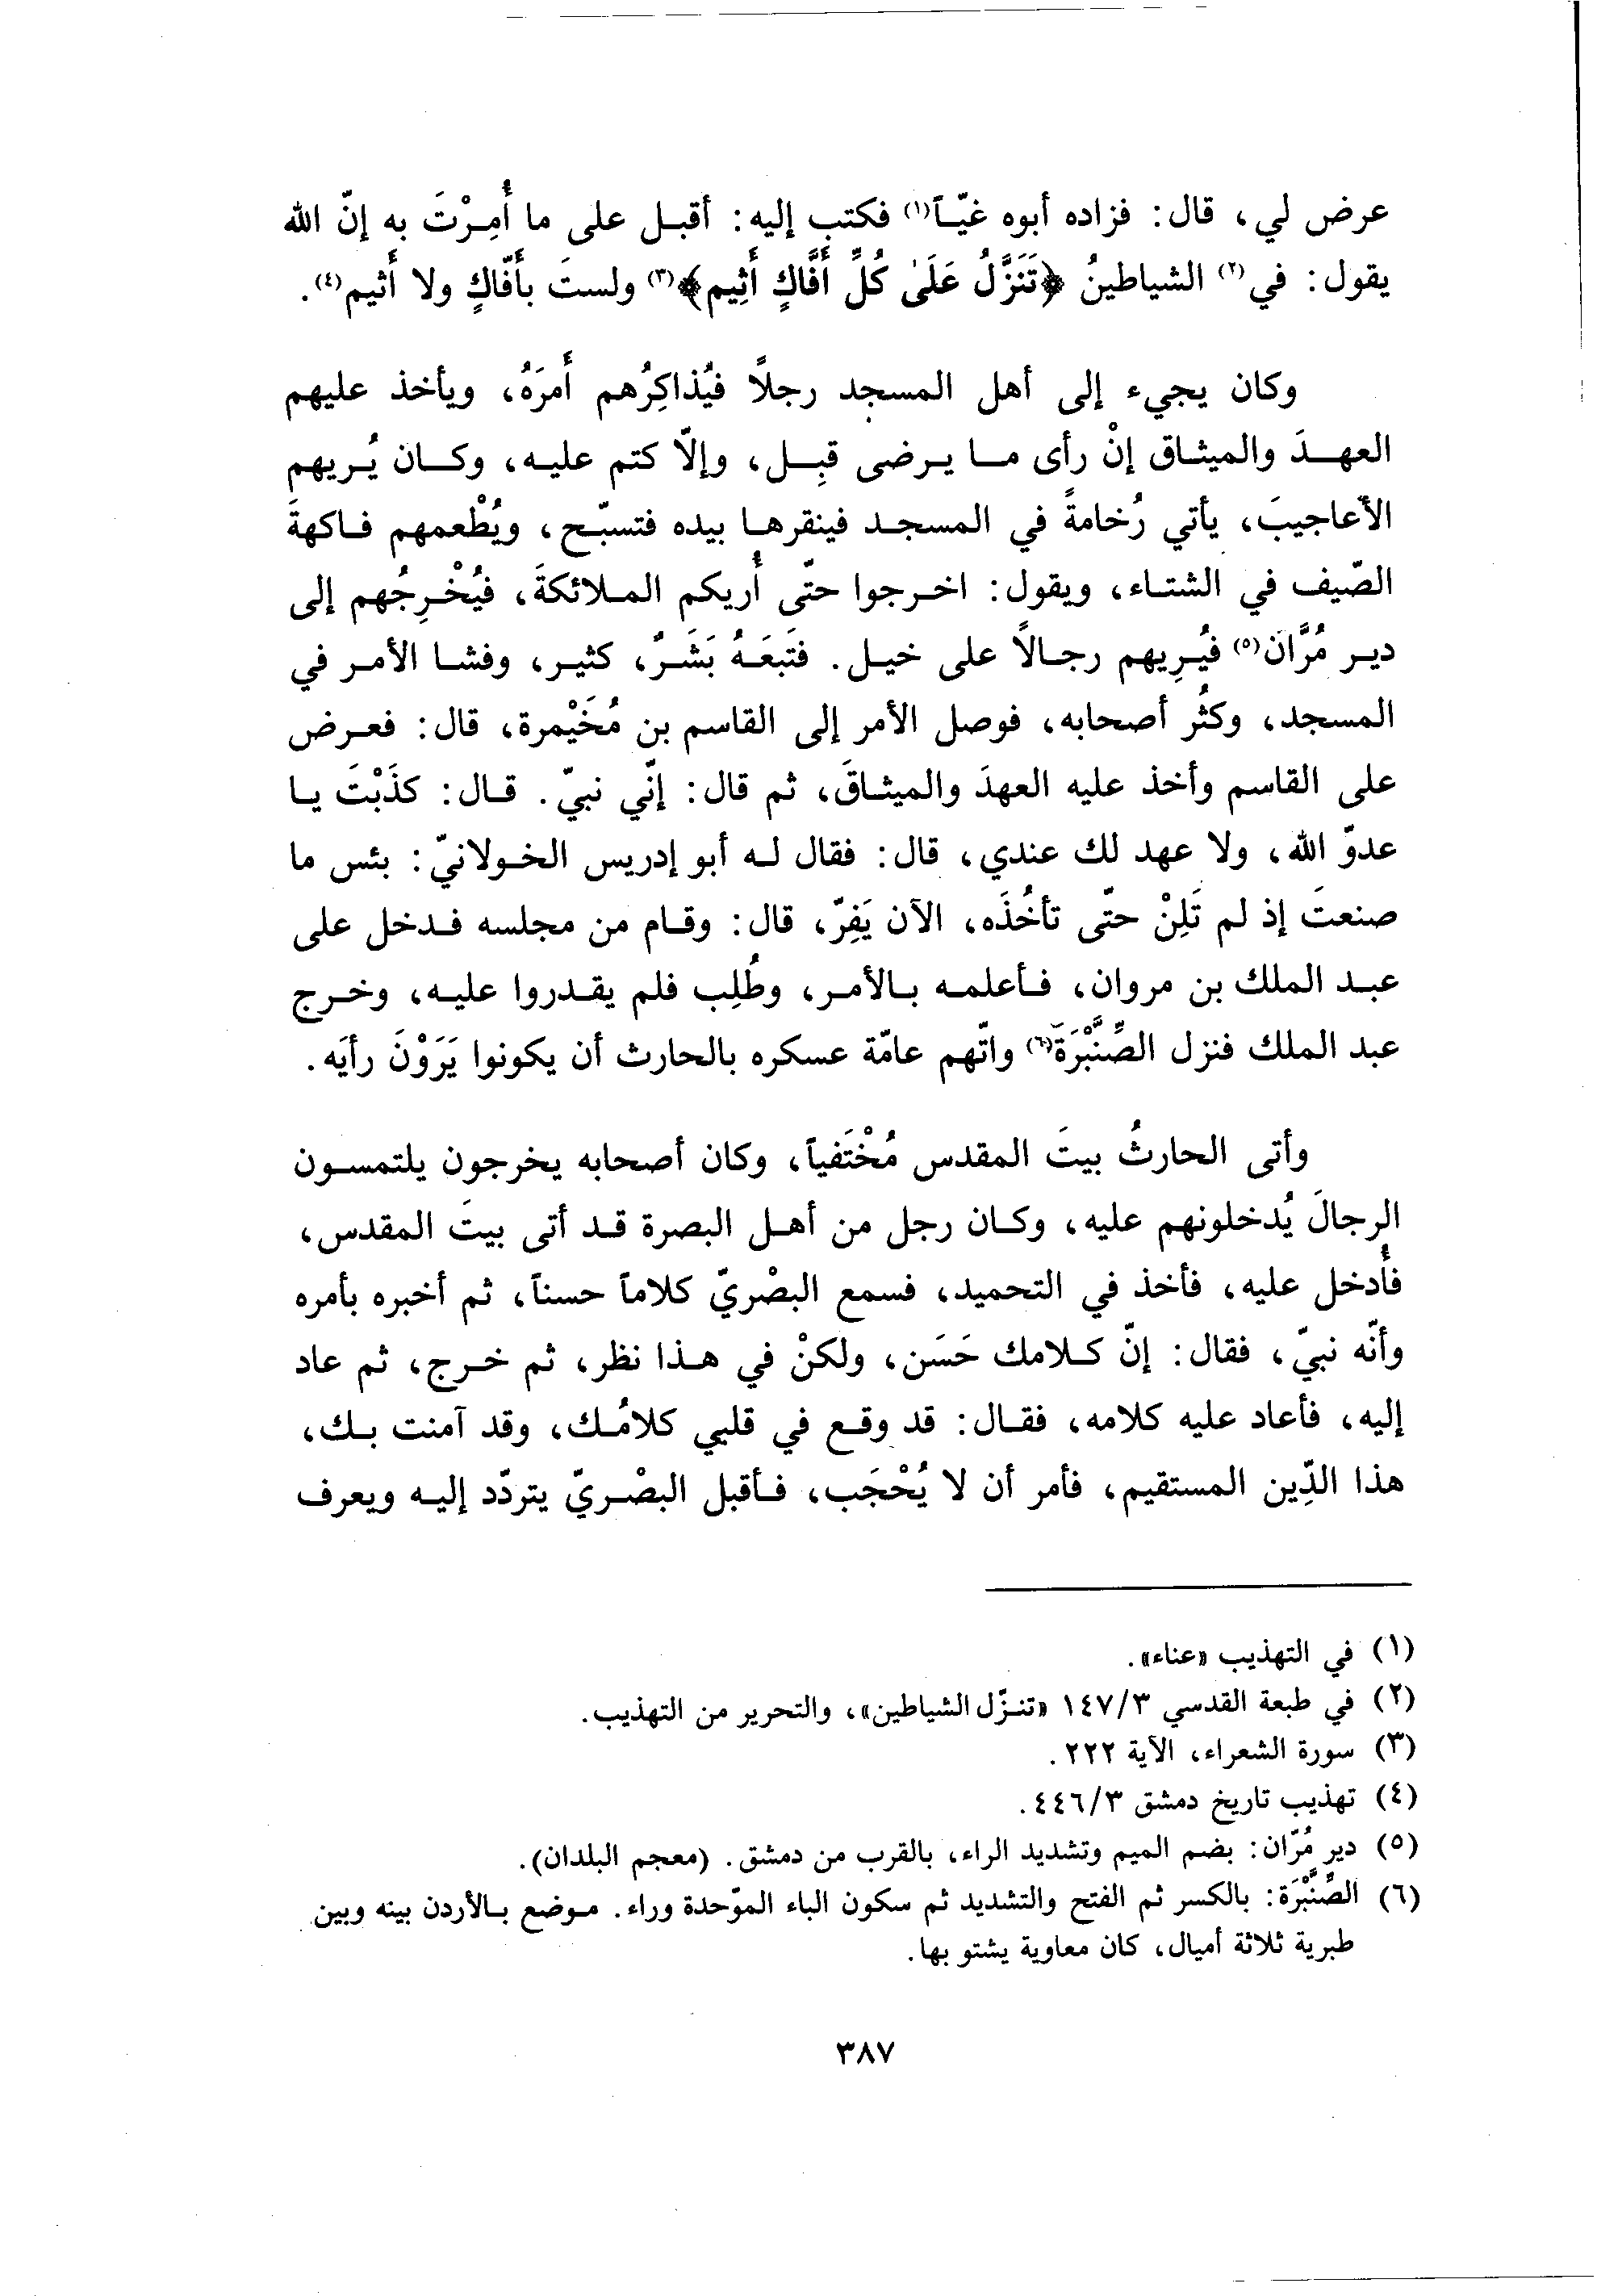 عرض لي، قال: فزاده أبوه غيّاً(١) فكتب إليه: أقبل على ما أُمِرْتَ به إنّ الله
يقول: في(٢) الشياطينُ ﴿تَنَزَّلُ عَلَىٰ كُلِّ أَفَّاكٍ أَثِيم﴾(٣) ولستَ بأَفّاكٍ ولا أَثيم(٤).
وكان يجيء إلى أهل المسجد رجلاً فيُذاكِرُهم أَمرَهُ، ويأخذ عليهم
العهدَ والميثاق إنْ رأى ما يرضى قبِل، وإلاّ كتم عليه، وكان يُريهم
الأعاجيبَ، يأتي رُخامةً في المسجد فينقرها بيده فتسبّح، ويُطْعمهم فاكهةَ
الصّيف في الشتاء، ويقول: اخرجوا حتّى أُريكم الملائكةَ، فيُخْرِجُهم إلى
دير مُرَّان(٥) فيُرِيهم رجالاً على خيل. فتَبعَهُ بَشَرٌ، كثير، وفشا الأمر في
المسجد، وكثُر أصحابه، فوصل الأمر إلى القاسم بن مُخَيْمرة، قال: فعرض
على القاسم وأخذ عليه العهدَ والميثاقَ، ثم قال: إنّي نبيّ. قال: كذَبْتَ يا
عدوّ الله، ولا عهد لك عندي، قال: فقال له أبو إدريس الخولانيّ: بئس ما
صنعتَ إذ لم تَلِنْ حتّى تأخُذَه، الآن يَفِرّ، قال: وقام من مجلسه فدخل على
عبد الملك بن مروان، فأعلمه بالأمر، وطُلِب فلم يقدروا عليه، وخرج
عبد الملك فنزل الصِّنَّبْرَة(٦) واتّهم عامّة عسكره بالحارث أن يكونوا يَرَوْنَ رأيَه.
وأتى الحارثُ بيتَ المقدس مُخْتَفياً، وكان أصحابه يخرجون يلتمسون
الرجالَ يُدخلونهم عليه، وكان رجل من أهل البصرة قد أتى بيتَ المقدس،
فأُدخل عليه، فأخذ في التحميد، فسمع البصْريّ كلاماً حسناً، ثم أخبره بأمره
وأنّه نبيّ، فقال: إنّ كلامك حَسَن، ولكنْ في هذا نظر، ثم خرج، ثم عاد
إليه، فأعاد عليه كلامه، فقال: قد وقع في قلبي كلامُك، وقد آمنت بك،
هذا الدِّين المستقيم، فأمر أن لا يُحْجَب، فأقبل البصْريّ يتردّد إليه ويعرف
(١) في التهذيب «عناء».
(٢) في طبعة القدسي ١٤٧/٣ «تنزّل الشياطين»، والتحرير من التهذيب.
(٣) سورة الشعراء، الآية ٢٢٢.
(٤) تهذيب تاريخ دمشق ٤٤٦/٣.
(٥) دير مُرّان: بضم الميم وتشديد الراء، بالقرب من دمشق. (معجم البلدان).
(٦) الصِّنَّبْرَة: بالكسر ثم الفتح والتشديد ثم سكون الباء الموّحدة وراء. موضع بالأردن بينه وبين
طبرية ثلاثة أميال، كان معاوية يشتو بها.
٣٨٧